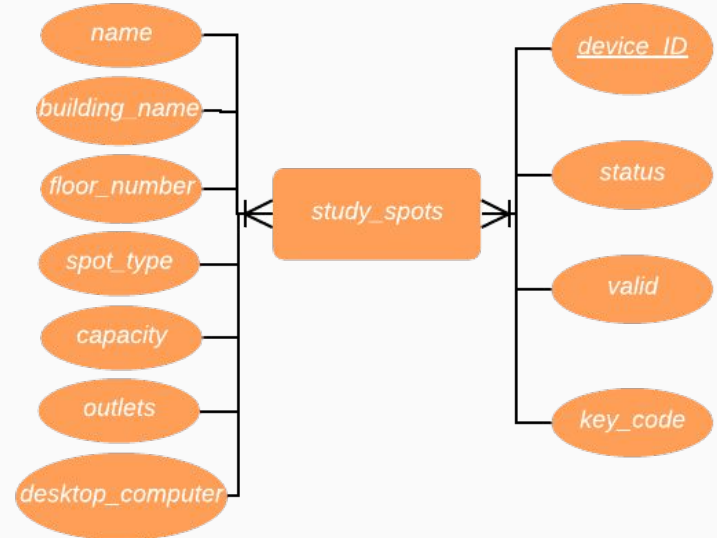 name
building_name
floor_number
spot_type
capacity
outlets
desktop_computer
study_spots
device_ID
status
valid
key_code